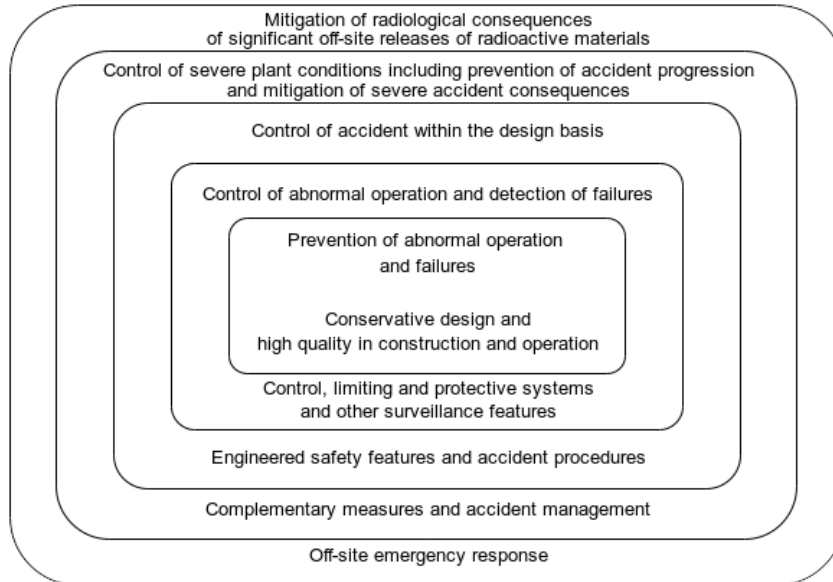 Mitigation of radiological consequences
of significant off-site releases of radioactive materials
Control of severe plant conditions including prevention of accident progression
and mitigation of severe accident consequences
Control of accident within the design basis
Control of abnormal operation and detection of failures
Prevention of abnormal operation
and failures
Conservative design and
high quality in construction and operation
Control, limiting and protective systems
and other surveillance features
Engineered safety features and accident procedures
Complementary measures and accident management
Off-site emergency response